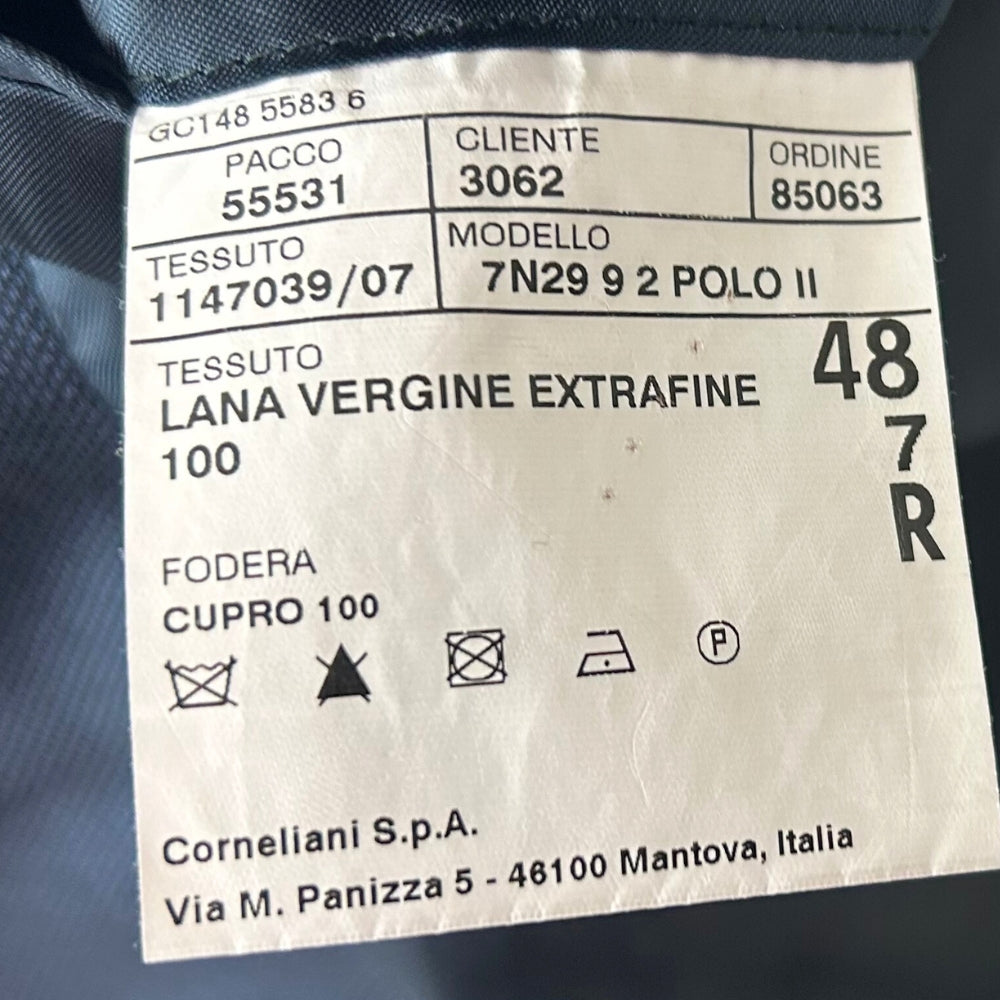 GC148 5583 6
PACCO
55531
CLIENTE
3062
ORDINE
85063
TESSUTO
1147039/07
MODELLO
7N29 9 2 POLO II
TESSUTO
LANA VERGINE EXTRAFINE
100
48
7
R
FODERA
CUPRO 100
P
Corneliani S.p.A.
Via M. Panizza 5 - 46100 Mantova, Italia